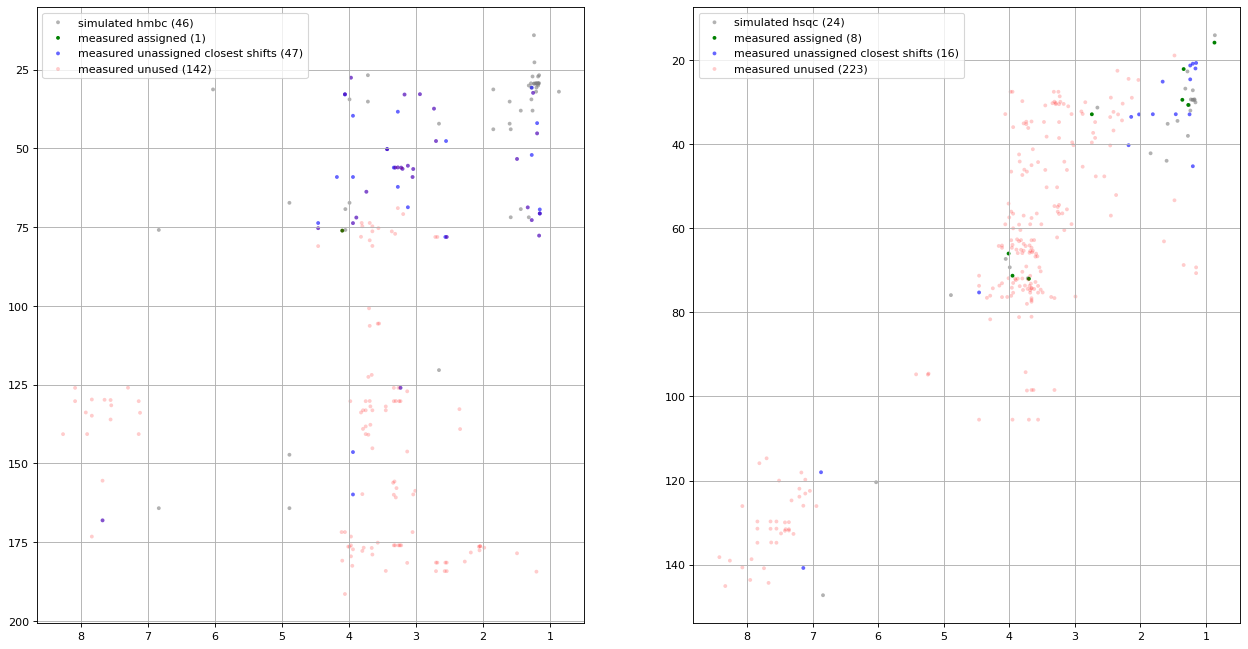 simulated hmbc (46)
measured assigned (1)
measured unassigned closest shifts (47)
measured unused (142)
25
50
75
100
125
150
175
200
8 7 6 5 4 3 2 1
simulated hsqc (24)
measured assigned (8)
measured unassigned closest shifts (16)
measured unused (223)
20
40
60
80
100
120
140
8 7 6 5 4 3 2 1